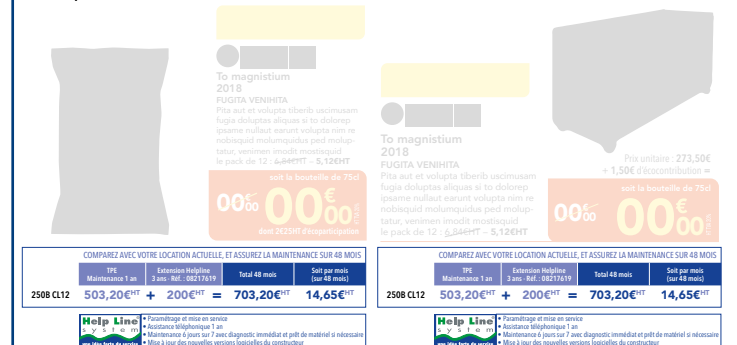 To magnistium
2018
FUGITA VENIHITA
Pita aut et volupta tiberib uscimusam
fugia doluptas aliquas si to dolorep
ipsame nullaut earunt volupta nim re
nobisquid molumquidus ped molup-
tatur, venimen imodit mostisquid
le pack de 12 : 6,84€HT – 5,12€HT
soit la bouteille de 75cl
00€00
00€00
dont 2€25HT d'écoparticipation
To magnistium
2018
FUGITA VENIHITA
Pita aut et volupta tiberib uscimusam
fugia doluptas aliquas si to dolorep
ipsame nullaut earunt volupta nim re
nobisquid molumquidus ped molup-
tatur, venimen imodit mostisquid
le pack de 12 : 6,84€HT – 5,12€HT
Prix unitaire : 273,50€
+ 1,50€ d'écocontribution =
soit la bouteille de 75cl
00€00
00€00
COMPAREZ AVEC VOTRE LOCATION ACTUELLE, ET ASSUREZ LA MAINTENANCE SUR 48 MOIS
TPE Maintenance 1 an
Extension Helpline 3 ans - Réf. : 08217619
Total 48 mois
Soit par mois (sur 48 mois)
250B CL12 503,20€HT + 200€HT = 703,20€HT 14,65€HT
Help Line
system
une idée forte de service
• Paramétrage et mise en service
• Assistance téléphonique 1 an
• Maintenance 6 jours sur 7 avec diagnostic immédiat et prêt de matériel si nécessaire
• Mise à jour des nouvelles versions logicielles du constructeur
COMPAREZ AVEC VOTRE LOCATION ACTUELLE, ET ASSUREZ LA MAINTENANCE SUR 48 MOIS
TPE Maintenance 1 an
Extension Helpline 3 ans - Réf. : 08217619
Total 48 mois
Soit par mois (sur 48 mois)
250B CL12 503,20€HT + 200€HT = 703,20€HT 14,65€HT
Help Line
system
une idée forte de service
• Paramétrage et mise en service
• Assistance téléphonique 1 an
• Maintenance 6 jours sur 7 avec diagnostic immédiat et prêt de matériel si nécessaire
• Mise à jour des nouvelles versions logicielles du constructeur